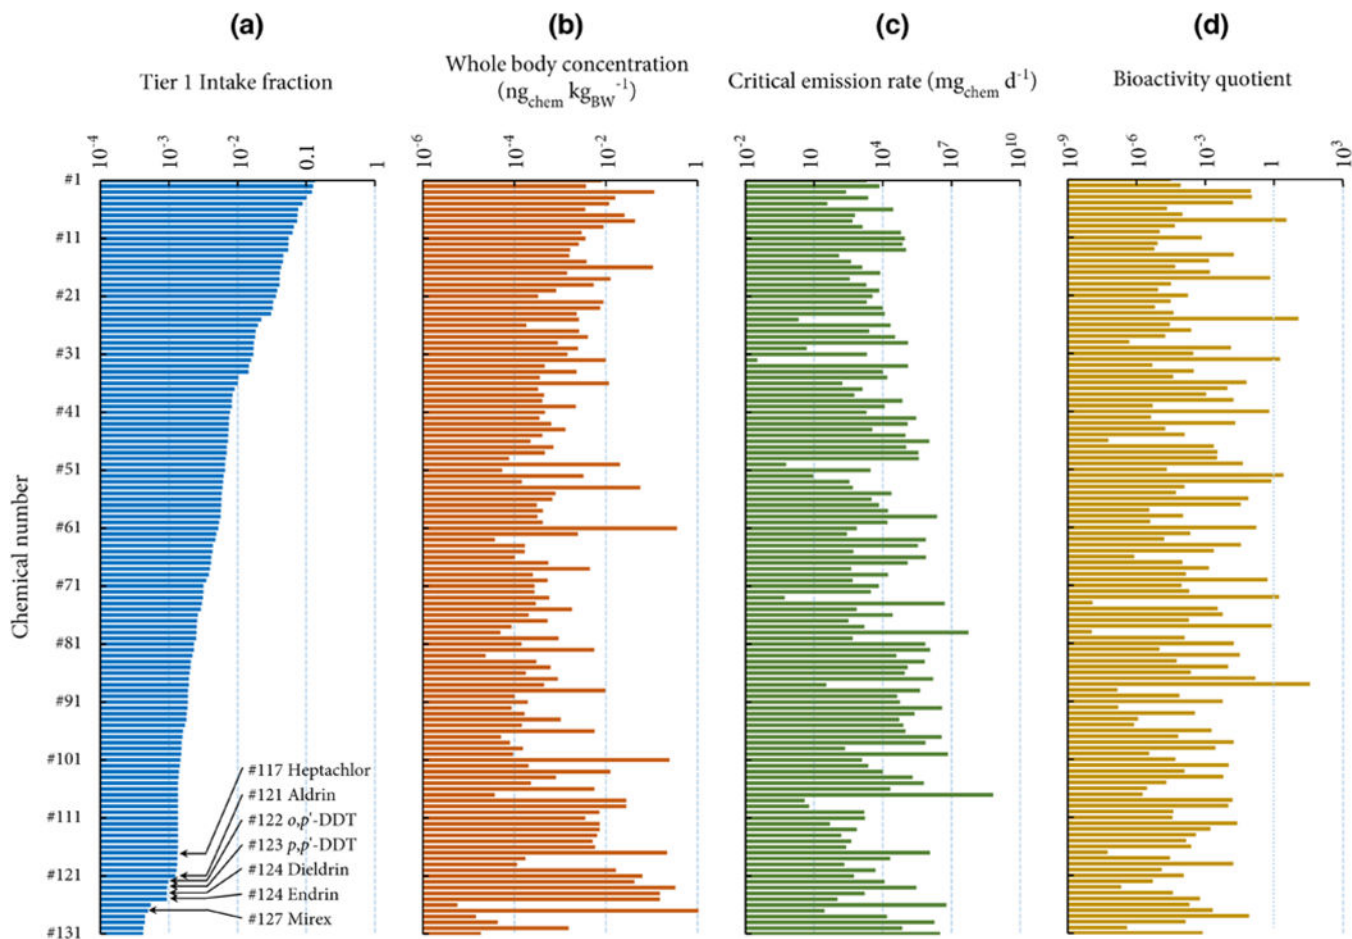 (a) (b) (c) (d)
Tier 1 Intake fraction
Whole body concentration
(ng_chem kg_BW^-1)
Critical emission rate (mg_chem d^-1)
Bioactivity quotient
10^-4 10^-3 10^-2 0.1 1
10^-6 10^-4 10^-2 1
10^-2 10 10^4 10^7 10^10
10^-9 10^-6 10^-3 1 10^3
Chemical number
#1
#11
#21
#31
#41
#51
#61
#71
#81
#91
#101
#111
#121
#131
#117 Heptachlor
#121 Aldrin
#122 o,p'-DDT
#123 p,p'-DDT
#124 Dieldrin
#124 Endrin
#127 Mirex